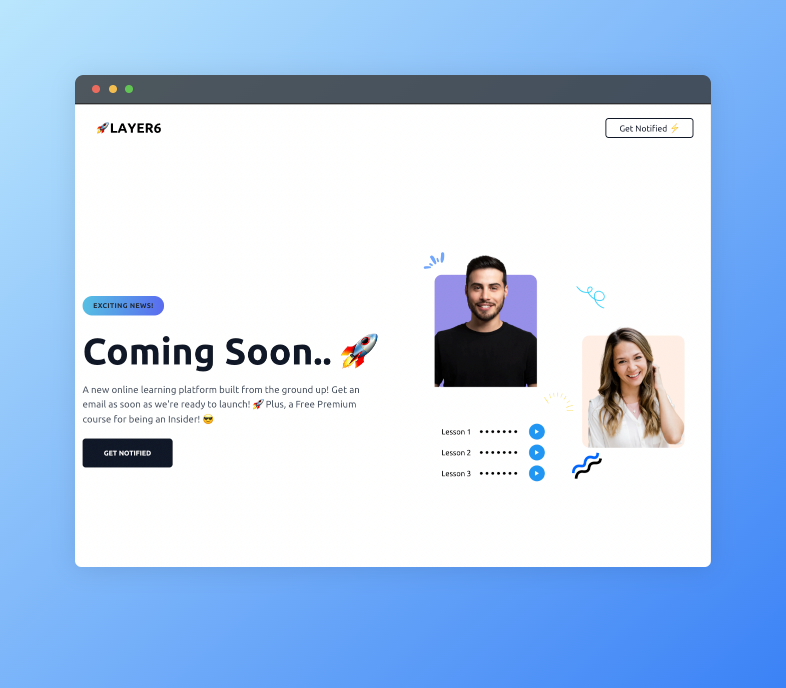 🚀LAYER6
Get Notified ⚡
EXCITING NEWS!
Coming Soon.. 🚀
A new online learning platform built from the ground up! Get an
email as soon as we're ready to launch! 🚀 Plus, a Free Premium
course for being an Insider! 😎
GET NOTIFIED
Lesson 1
Lesson 2
Lesson 3